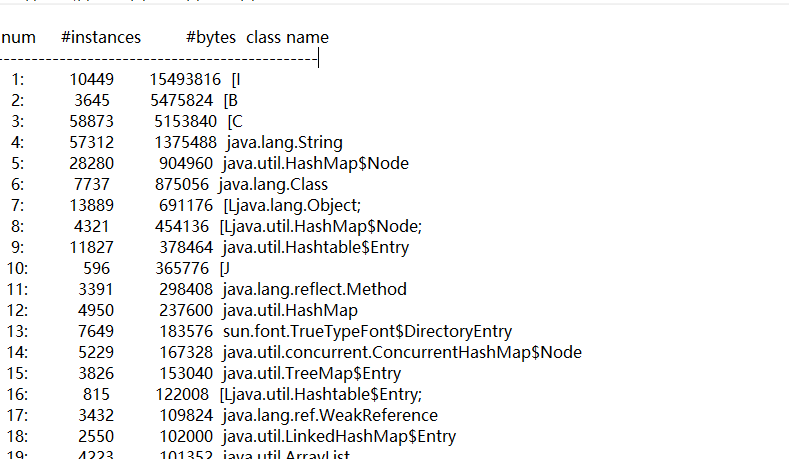 num #instances #bytes class name
----------------------------------------------
1: 10449 15493816 [I
2: 3645 5475824 [B
3: 58873 5153840 [C
4: 57312 1375488 java.lang.String
5: 28280 904960 java.util.HashMap$Node
6: 7737 875056 java.lang.Class
7: 13889 691176 [Ljava.lang.Object;
8: 4321 454136 [Ljava.util.HashMap$Node;
9: 11827 378464 java.util.Hashtable$Entry
10: 596 365776 [J
11: 3391 298408 java.lang.reflect.Method
12: 4950 237600 java.util.HashMap
13: 7649 183576 sun.font.TrueTypeFont$DirectoryEntry
14: 5229 167328 java.util.concurrent.ConcurrentHashMap$Node
15: 3826 153040 java.util.TreeMap$Entry
16: 815 122008 [Ljava.util.Hashtable$Entry;
17: 3432 109824 java.lang.ref.WeakReference
18: 2550 102000 java.util.LinkedHashMap$Entry
19: 4223 101352 java.util.ArrayList